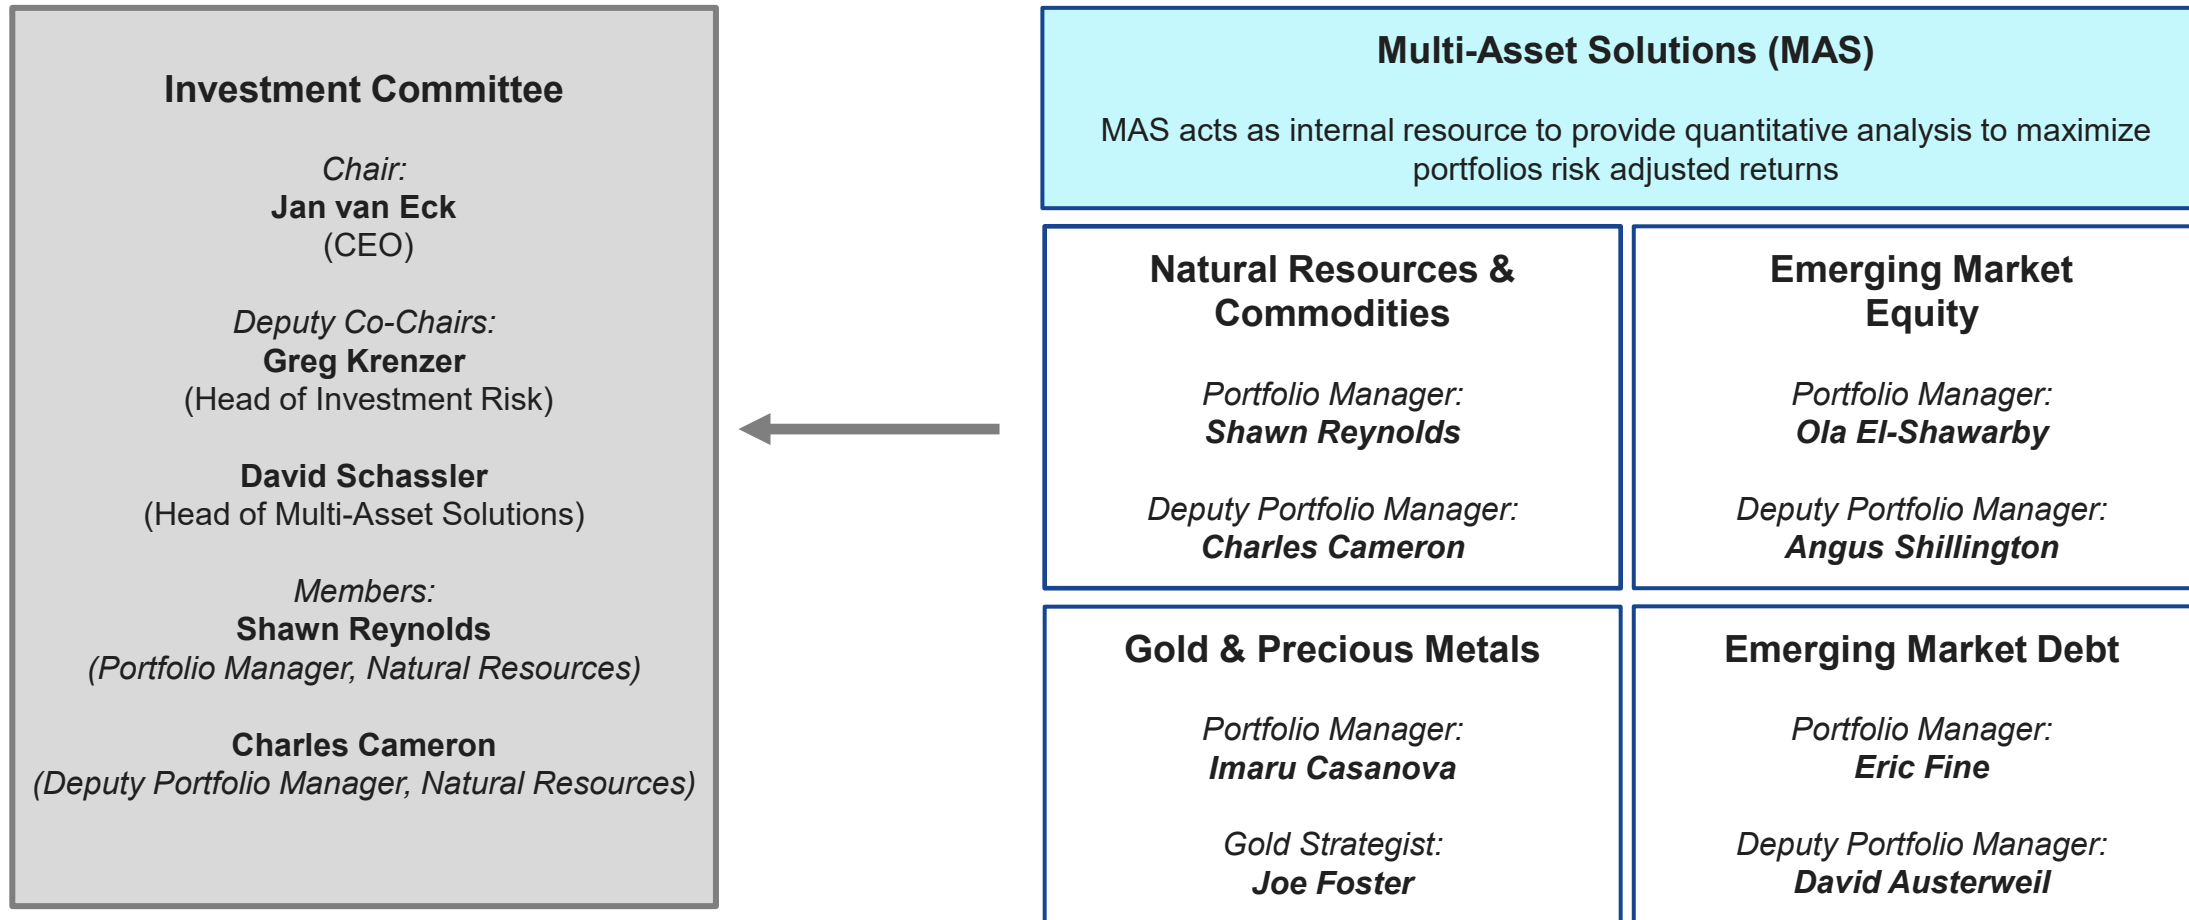 Investment Committee
Chair:
Jan van Eck
(CEO)
Deputy Co-Chairs:
Greg Krenzer
(Head of Investment Risk)
David Schassler
(Head of Multi-Asset Solutions)
Members:
Shawn Reynolds
(Portfolio Manager, Natural Resources)
Charles Cameron
(Deputy Portfolio Manager, Natural Resources)
Multi-Asset Solutions (MAS)
MAS acts as internal resource to provide quantitative analysis to maximize
portfolios risk adjusted returns
Natural Resources &
Commodities
Portfolio Manager:
Shawn Reynolds
Deputy Portfolio Manager:
Charles Cameron
Emerging Market
Equity
Portfolio Manager:
Ola El-Shawarby
Deputy Portfolio Manager:
Angus Shillington
Gold & Precious Metals
Portfolio Manager:
Imaru Casanova
Gold Strategist:
Joe Foster
Emerging Market Debt
Portfolio Manager:
Eric Fine
Deputy Portfolio Manager:
David Austerweil